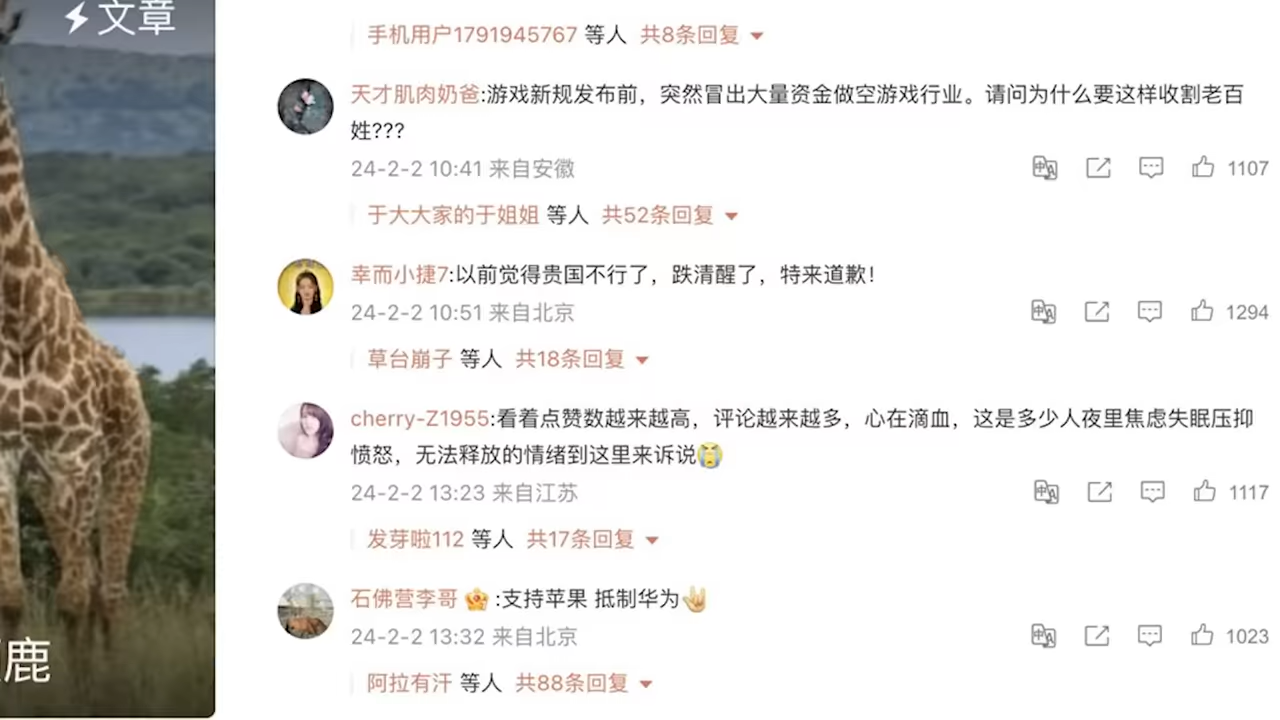 文章
鹿
手机用户1791945767 等人 共8条回复
天才肌肉奶爸:游戏新规发布前，突然冒出大量资金做空游戏行业。请问为什么要这样收割老百
姓???
24-2-2 10:41 来自安徽
1107
于大大家的于姐姐 等人 共52条回复
幸而小捷7:以前觉得贵国不行了，跌清醒了，特来道歉！
24-2-2 10:51 来自北京
1294
草台崩子 等人 共18条回复
cherry-Z1955:看着点赞数越来越高，评论越来越多，心在滴血，这是多少人夜里焦虑失眠压抑
愤怒，无法释放的情绪到这里来诉说😭
24-2-2 13:23 来自江苏
1117
发芽啦112 等人 共17条回复
石佛营李哥 :支持苹果 抵制华为🤟
24-2-2 13:32 来自北京
1023
阿拉有汗 等人 共88条回复